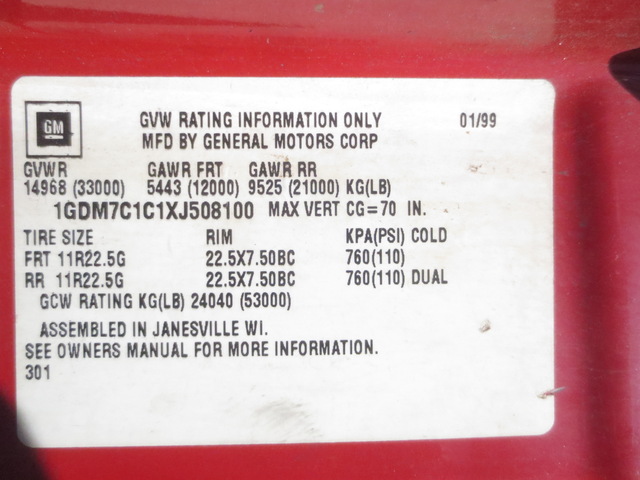 GM
GVW RATING INFORMATION ONLY 01/99
MFD BY GENERAL MOTORS CORP
GVWR GAWR FRT GAWR RR
14968 (33000) 5443 (12000) 9525 (21000) KG(LB)
1GDM7C1C1XJ508100 MAX VERT CG=70 IN.
TIRE SIZE RIM KPA(PSI) COLD
FRT 11R22.5G 22.5X7.50BC 760(110)
RR 11R22.5G 22.5X7.50BC 760(110) DUAL
GCW RATING KG(LB) 24040 (53000)
ASSEMBLED IN JANESVILLE WI.
SEE OWNERS MANUAL FOR MORE INFORMATION.
301